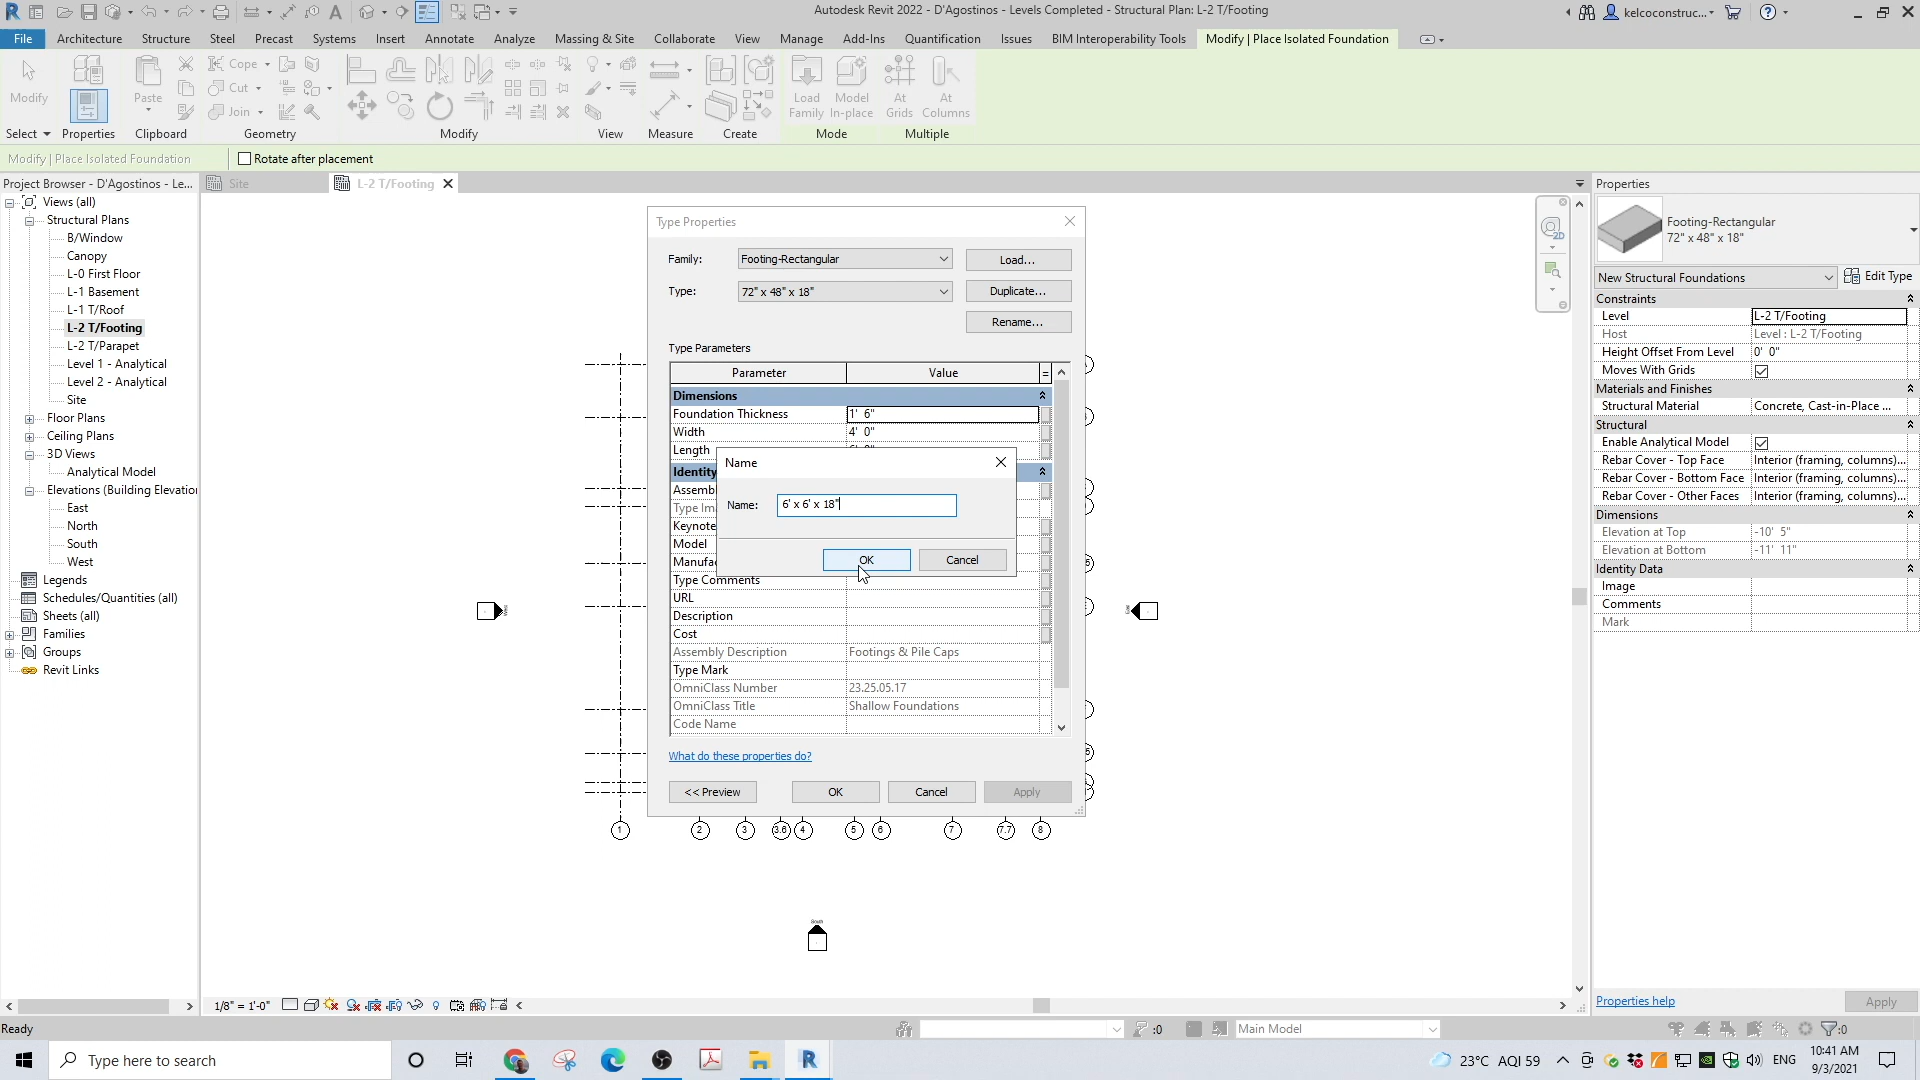 Autodesk Revit 2022 - D'Agostinos - Levels Completed - Structural Plan: L-2 T/Footing
kelcoconstruc...
File Architecture Structure Steel Precast Systems Insert Annotate Analyze Massing & Site Collaborate View Manage Add-Ins Quantification Issues BIM Interoperability Tools Modify | Place Isolated Foundation
Modify
Paste
Cope
Cut
Join
Load Family
Model In-place
At Grids
At Columns
Select Properties Clipboard Geometry Modify View Measure Create Mode Multiple
Modify | Place Isolated Foundation
Rotate after placement
Project Browser - D'Agostinos - Le...
Views (all)
Structural Plans
B/Window
Canopy
L-0 First Floor
L-1 Basement
L-1 T/Roof
L-2 T/Footing
L-2 T/Parapet
Level 1 - Analytical
Level 2 - Analytical
Site
Floor Plans
Ceiling Plans
3D Views
Analytical Model
Elevations (Building Elevation
East
North
South
West
Legends
Schedules/Quantities (all)
Sheets (all)
Families
Groups
Revit Links
Site
L-2 T/Footing
Type Properties
Family: Footing-Rectangular Load...
Type: 72" x 48" x 18" Duplicate...
Rename...
Type Parameters
Parameter Value =
Dimensions
Foundation Thickness 1' 6"
Width 4' 0"
Length
Identity
Name
Name: 6' x 6' x 18"
OK Cancel
Keynote
Model
Type Comments
URL
Description
Cost
Assembly Description Footings & Pile Caps
Type Mark
OmniClass Number 23.25.05.17
OmniClass Title Shallow Foundations
Code Name
What do these properties do?
<< Preview OK Cancel Apply
1 2 3 3.6 4 5 6 7 7.7 8
South
2D
Properties
Footing-Rectangular
72" x 48" x 18"
New Structural Foundations Edit Type
Constraints
Level L-2 T/Footing
Host Level : L-2 T/Footing
Height Offset From Level 0' 0"
Moves With Grids
Materials and Finishes
Structural Material Concrete, Cast-in-Place ...
Structural
Enable Analytical Model
Rebar Cover - Top Face Interior (framing, columns)...
Rebar Cover - Bottom Face Interior (framing, columns)...
Rebar Cover - Other Faces Interior (framing, columns)...
Dimensions
Elevation at Top -10' 5"
Elevation at Bottom -11' 11"
Identity Data
Image
Comments
Mark
Properties help Apply
1/8" = 1'-0"
Ready
:0
Main Model
:0
Type here to search
23°C AQI 59
ENG
10:41 AM
9/3/2021